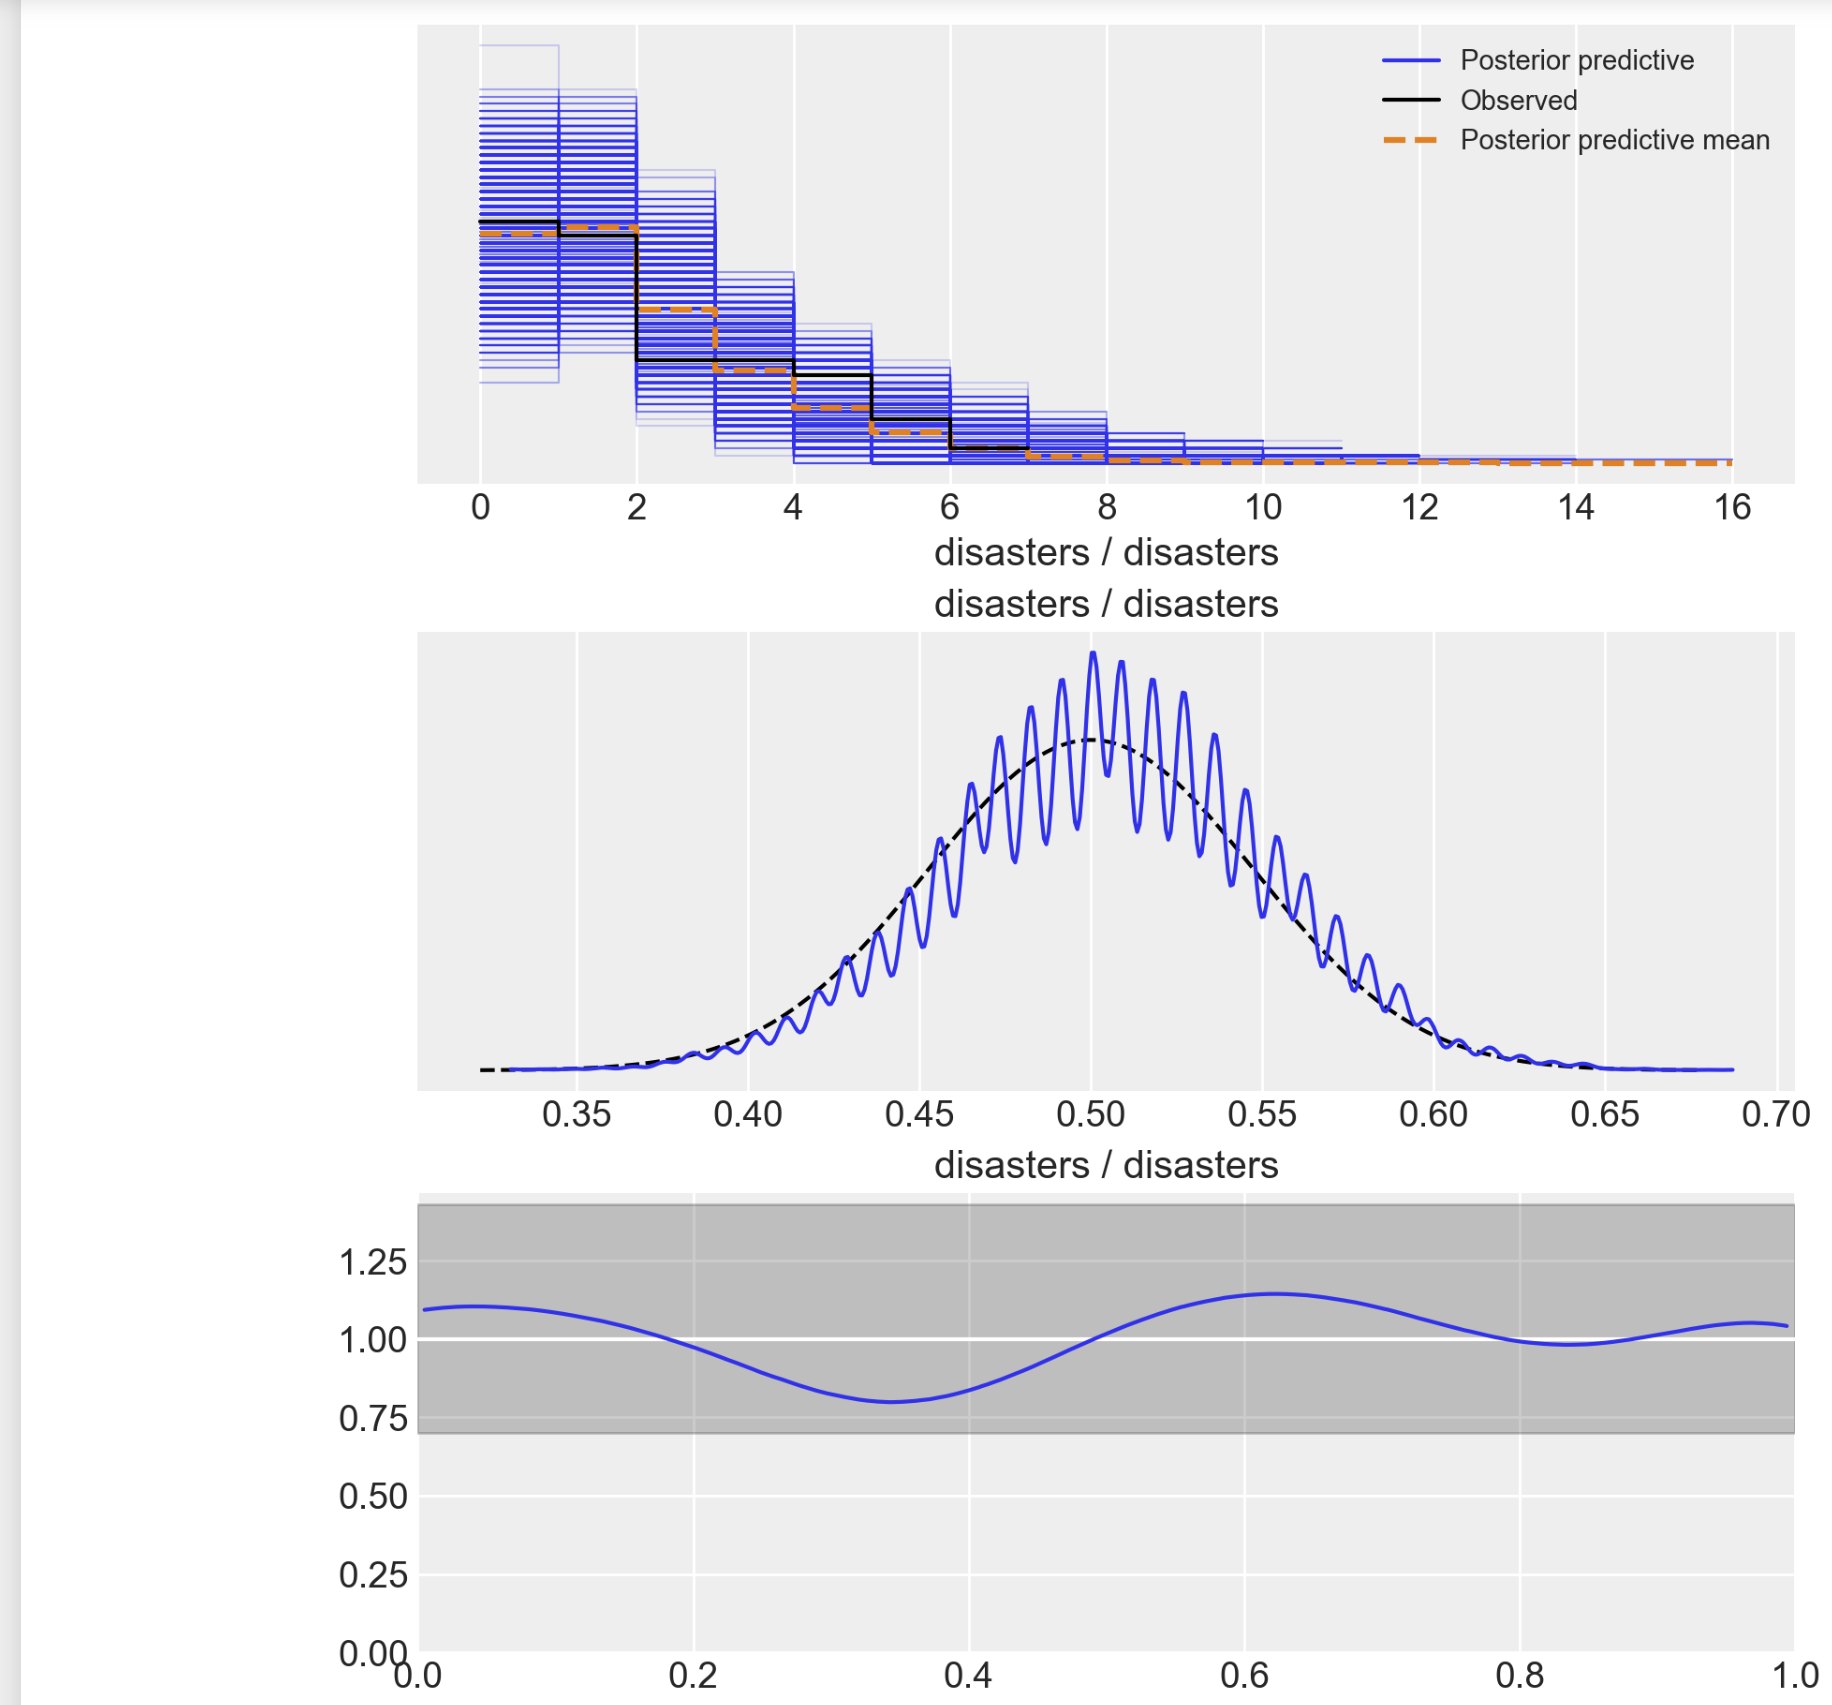 Posterior predictive
Observed
Posterior predictive mean
0 2 4 6 8 10 12 14 16
disasters / disasters
disasters / disasters
0.35 0.40 0.45 0.50 0.55 0.60 0.65 0.70
disasters / disasters
1.25
1.00
0.75
0.50
0.25
0.00
0.0 0.2 0.4 0.6 0.8 1.0